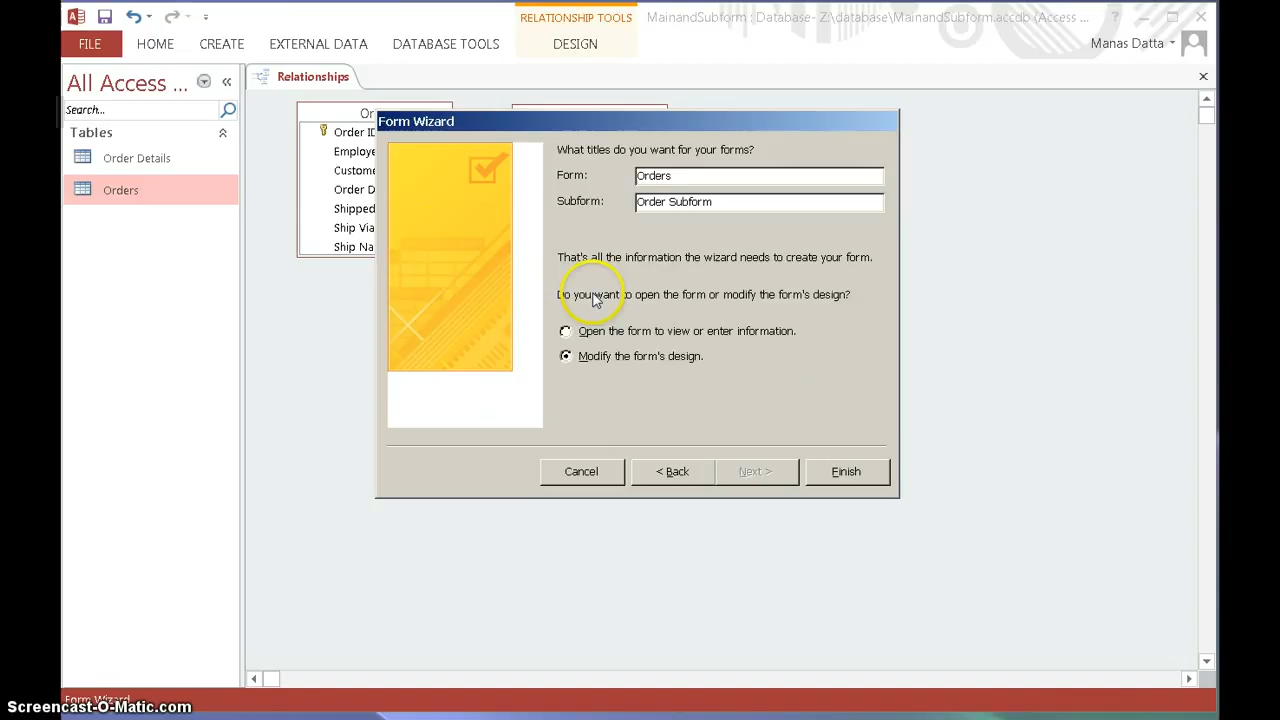 RELATIONSHIP TOOLS
MainandSubform : Database- Z:\database\MainandSubform.accdb (Access ...
FILE
HOME
CREATE
EXTERNAL DATA
DATABASE TOOLS
DESIGN
Manas Datta
All Access ...
Search...
Tables
Order Details
Orders
Relationships
Or
Order ID
Employe
Custome
Order D
Shipped
Ship Via
Ship Na
Form Wizard
What titles do you want for your forms?
Form: Orders
Subform: Order Subform
That's all the information the wizard needs to create your form.
Do you want to open the form or modify the form's design?
Open the form to view or enter information.
Modify the form's design.
Cancel
< Back
Next >
Finish
Form Wizard
Screencast-O-Matic.com